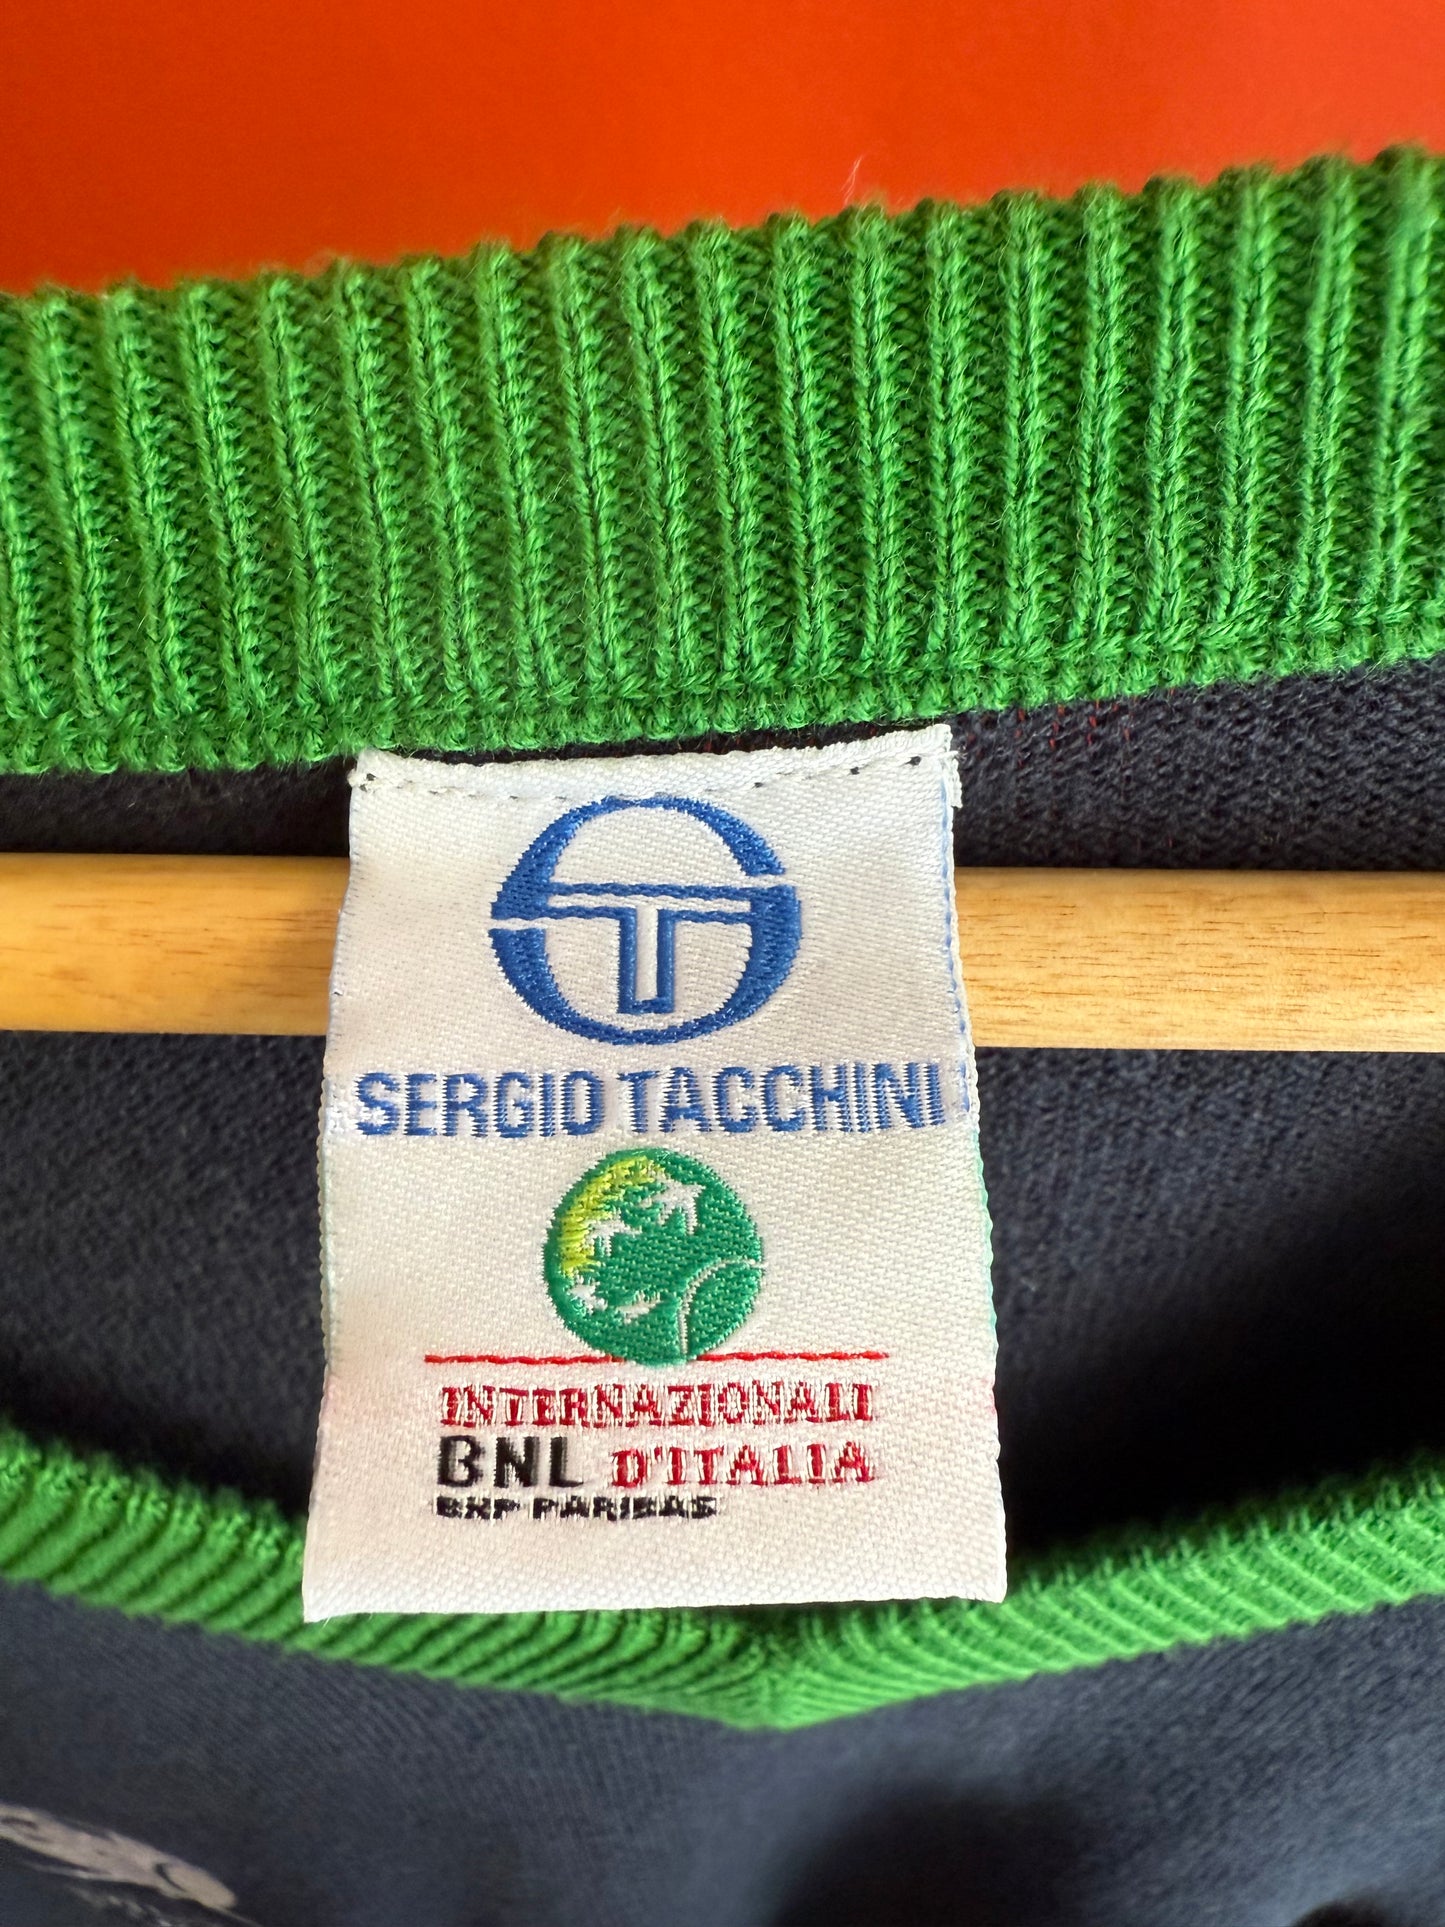 SERGIO TACCHINI
INTERNAZIONALI
BNL D'ITALIA
BNP PARIBAS